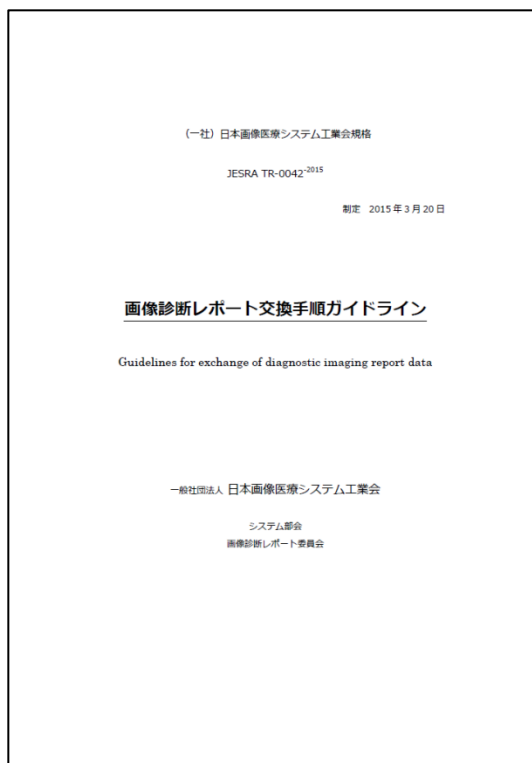 （一社）日本画像医療システム工業会規格
JESRA TR-0042-2015
制定 2015年3月20日
画像診断レポート交換手順ガイドライン
Guidelines for exchange of diagnostic imaging report data
一般社団法人 日本画像医療システム工業会
システム部会
画像診断レポート委員会